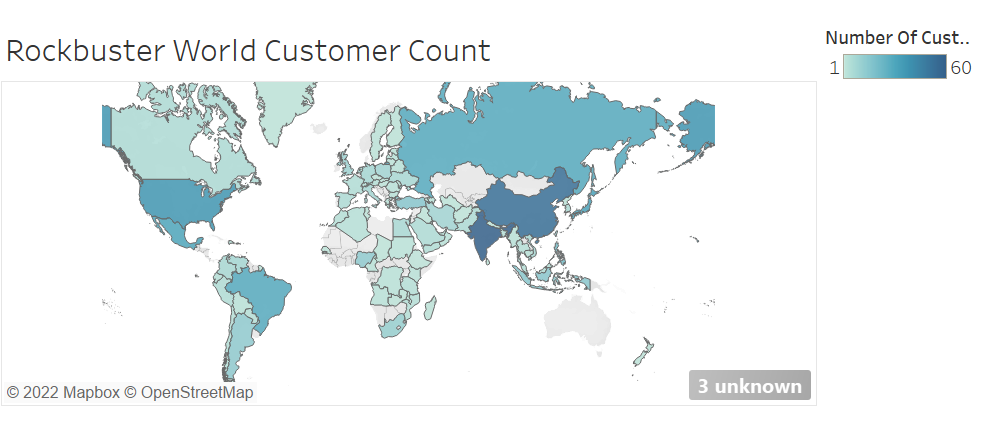 Rockbuster World Customer Count
Number Of Cust..
1 60
© 2022 Mapbox © OpenStreetMap
3 unknown